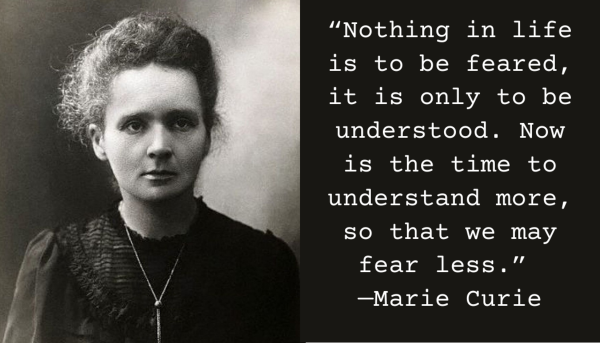 “Nothing in life
is to be feared,
it is only to be
understood. Now
is the time to
understand more,
so that we may
fear less.”
—Marie Curie